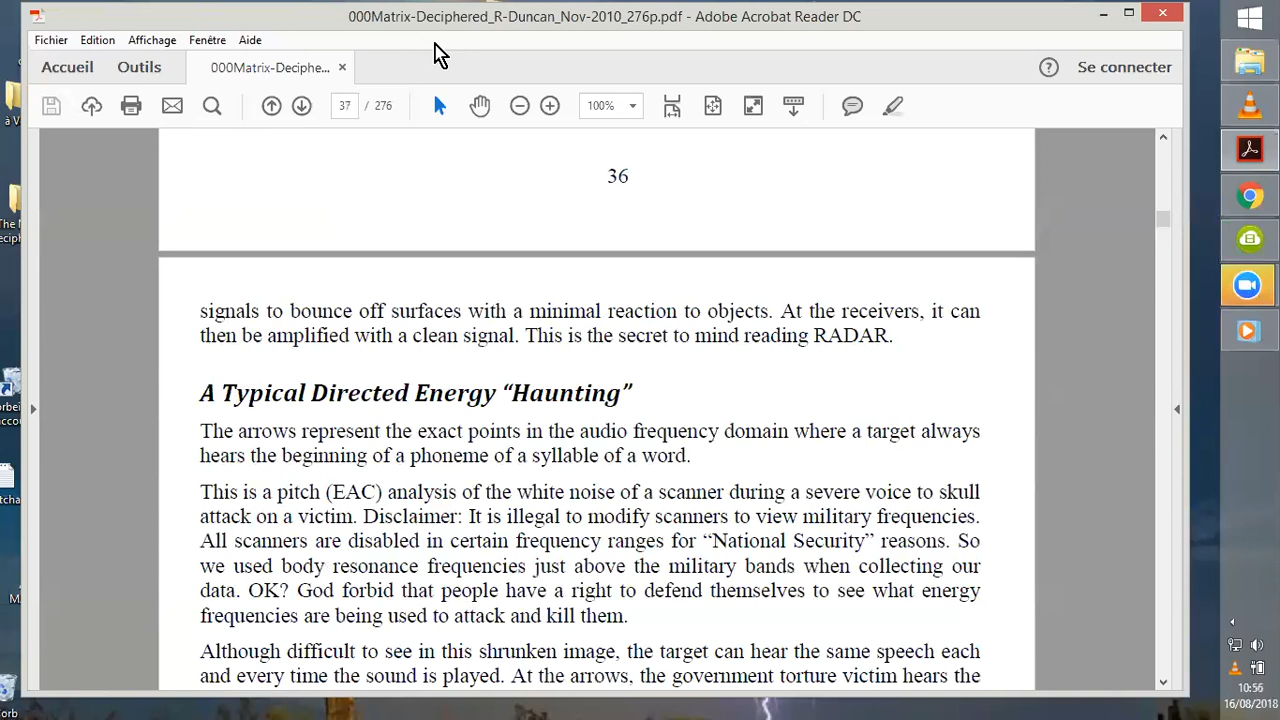 000Matrix-Deciphered_R-Duncan_Nov-2010_276p.pdf - Adobe Acrobat Reader DC
Fichier Edition Affichage Fenêtre Aide
Accueil Outils 000Matrix-Deciphe... × ? Se connecter
37 / 276 100%
à V
The N
eciph
orbei
accou
tcha
orb
36
signals to bounce off surfaces with a minimal reaction to objects. At the receivers, it can
then be amplified with a clean signal. This is the secret to mind reading RADAR.
A Typical Directed Energy “Haunting”
The arrows represent the exact points in the audio frequency domain where a target always
hears the beginning of a phoneme of a syllable of a word.
This is a pitch (EAC) analysis of the white noise of a scanner during a severe voice to skull
attack on a victim. Disclaimer: It is illegal to modify scanners to view military frequencies.
All scanners are disabled in certain frequency ranges for “National Security” reasons. So
we used body resonance frequencies just above the military bands when collecting our
data. OK? God forbid that people have a right to defend themselves to see what energy
frequencies are being used to attack and kill them.
Although difficult to see in this shrunken image, the target can hear the same speech each
and every time the sound is played. At the arrows, the government torture victim hears the
10:56
16/08/2018